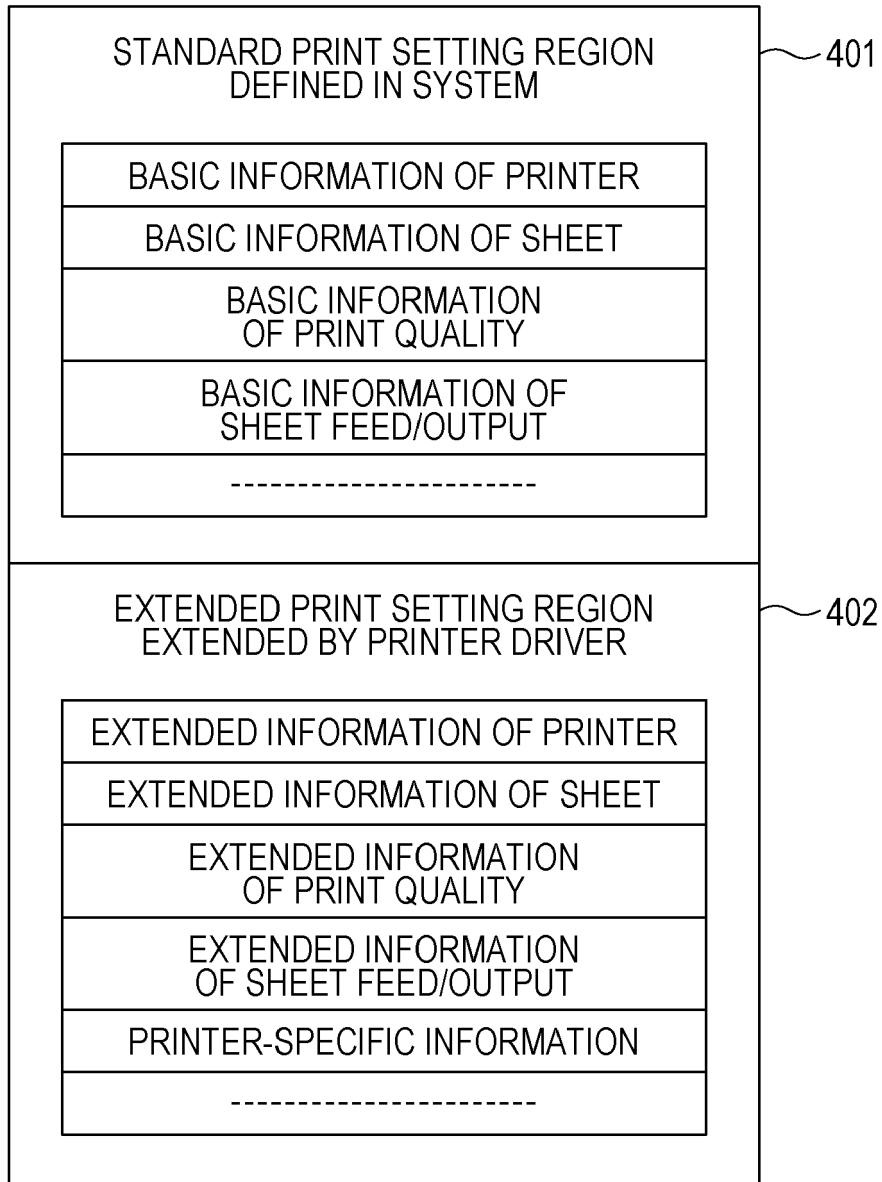 STANDARD PRINT SETTING REGION
DEFINED IN SYSTEM
401
BASIC INFORMATION OF PRINTER
BASIC INFORMATION OF SHEET
BASIC INFORMATION
OF PRINT QUALITY
BASIC INFORMATION OF
SHEET FEED/OUTPUT
-----------------------
EXTENDED PRINT SETTING REGION
EXTENDED BY PRINTER DRIVER
402
EXTENDED INFORMATION OF PRINTER
EXTENDED INFORMATION OF SHEET
EXTENDED INFORMATION
OF PRINT QUALITY
EXTENDED INFORMATION
OF SHEET FEED/OUTPUT
PRINTER-SPECIFIC INFORMATION
-----------------------